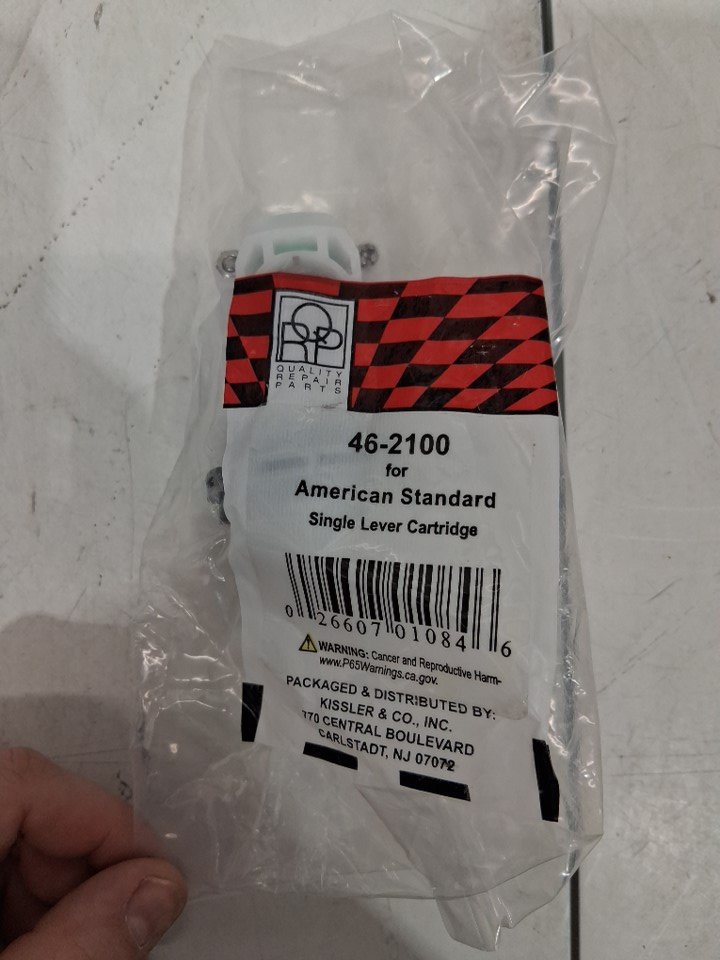 QRP
QUALITY
REPAIR
PARTS
46-2100
for
American Standard
Single Lever Cartridge
0 26607 01084 6
WARNING: Cancer and Reproductive Harm-
www.P65Warnings.ca.gov.
PACKAGED & DISTRIBUTED BY:
KISSLER & CO., INC.
770 CENTRAL BOULEVARD
CARLSTADT, NJ 07072